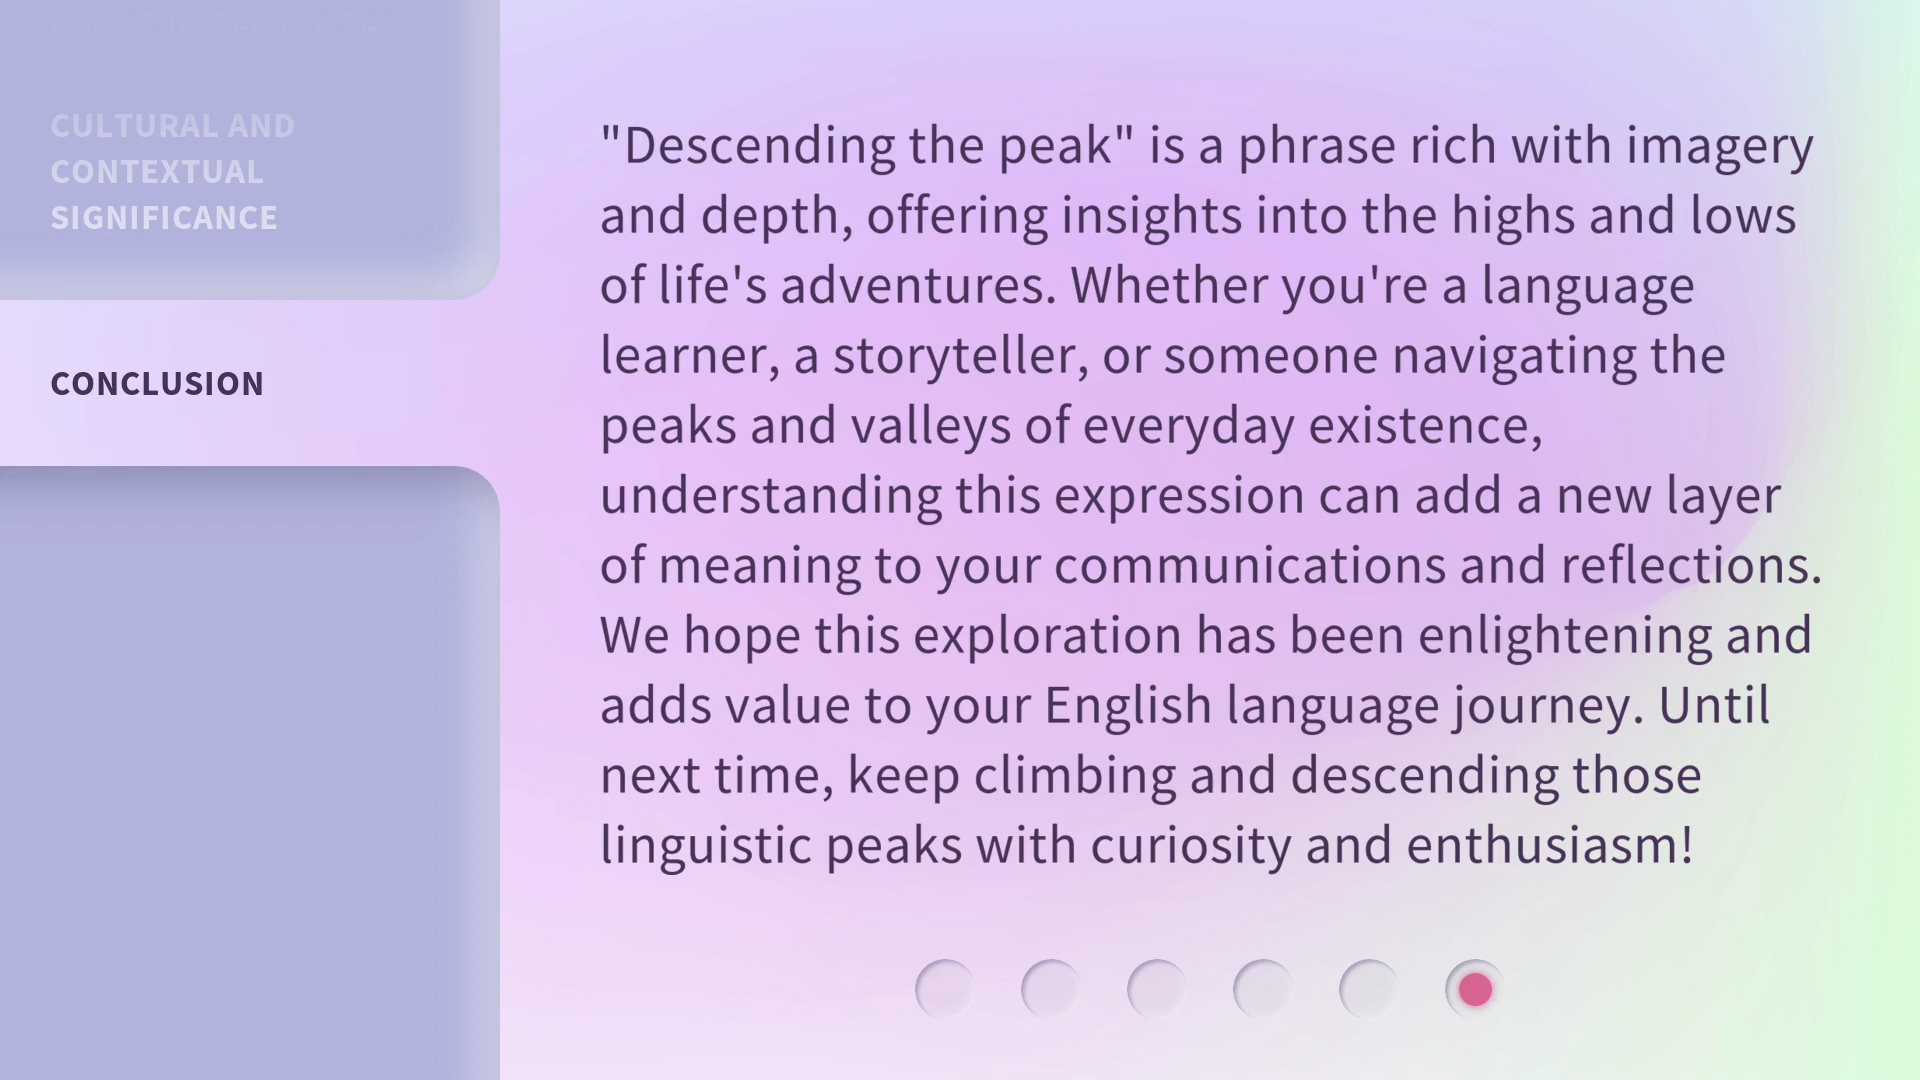 USAGE IN SENTENCES
CULTURAL AND
CONTEXTUAL
SIGNIFICANCE
CONCLUSION
"Descending the peak" is a phrase rich with imagery
and depth, offering insights into the highs and lows
of life's adventures. Whether you're a language
learner, a storyteller, or someone navigating the
peaks and valleys of everyday existence,
understanding this expression can add a new layer
of meaning to your communications and reflections.
We hope this exploration has been enlightening and
adds value to your English language journey. Until
next time, keep climbing and descending those
linguistic peaks with curiosity and enthusiasm!